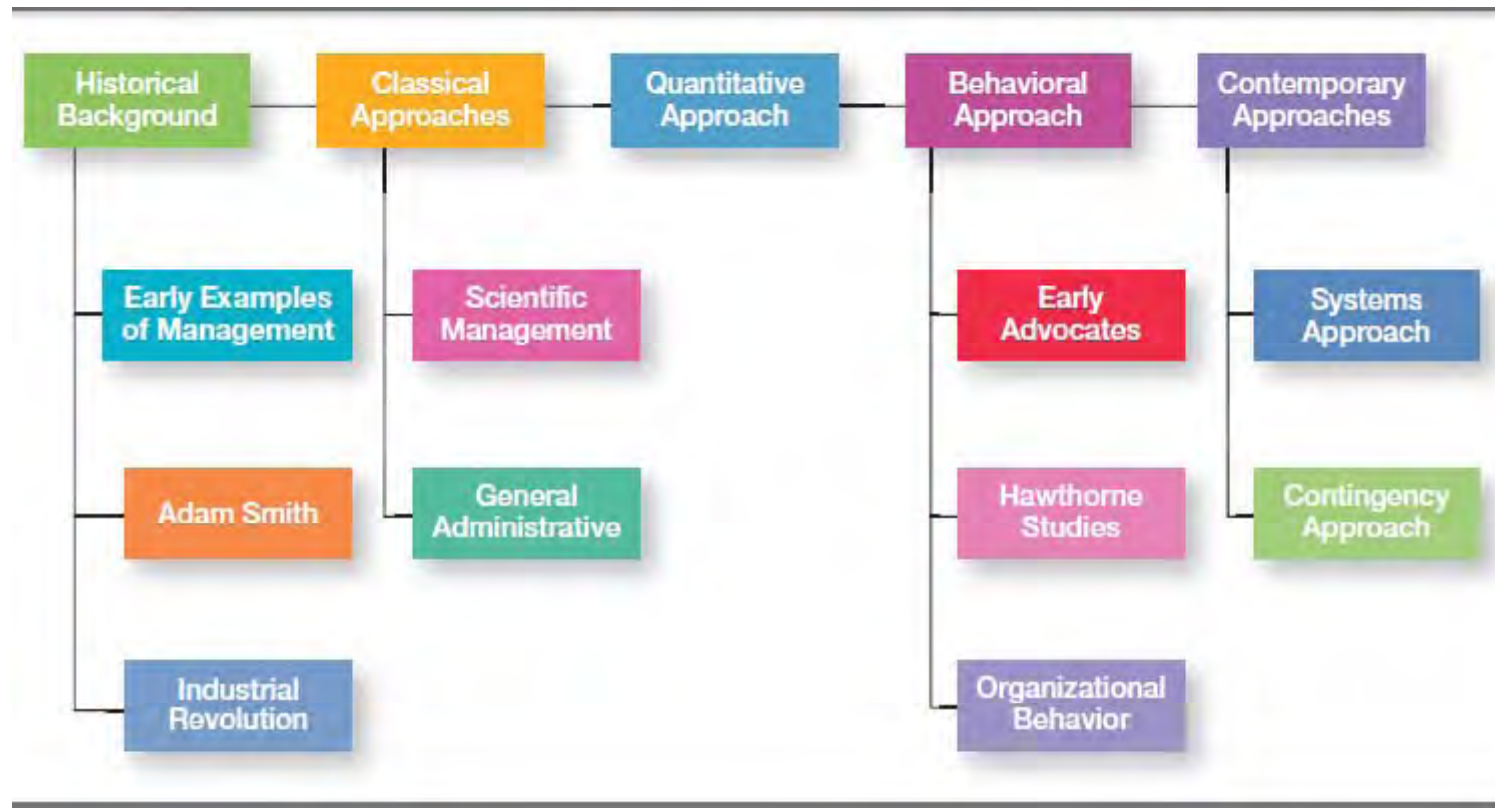 Historical
Background
Classical
Approaches
Quantitative
Approach
Behavioral
Approach
Contemporary
Approaches
Early Examples
of Management
Scientific
Management
Early
Advocates
Systems
Approach
Adam Smith
General
Administrative
Hawthorne
Studies
Contingency
Approach
Industrial
Revolution
Organizational
Behavior